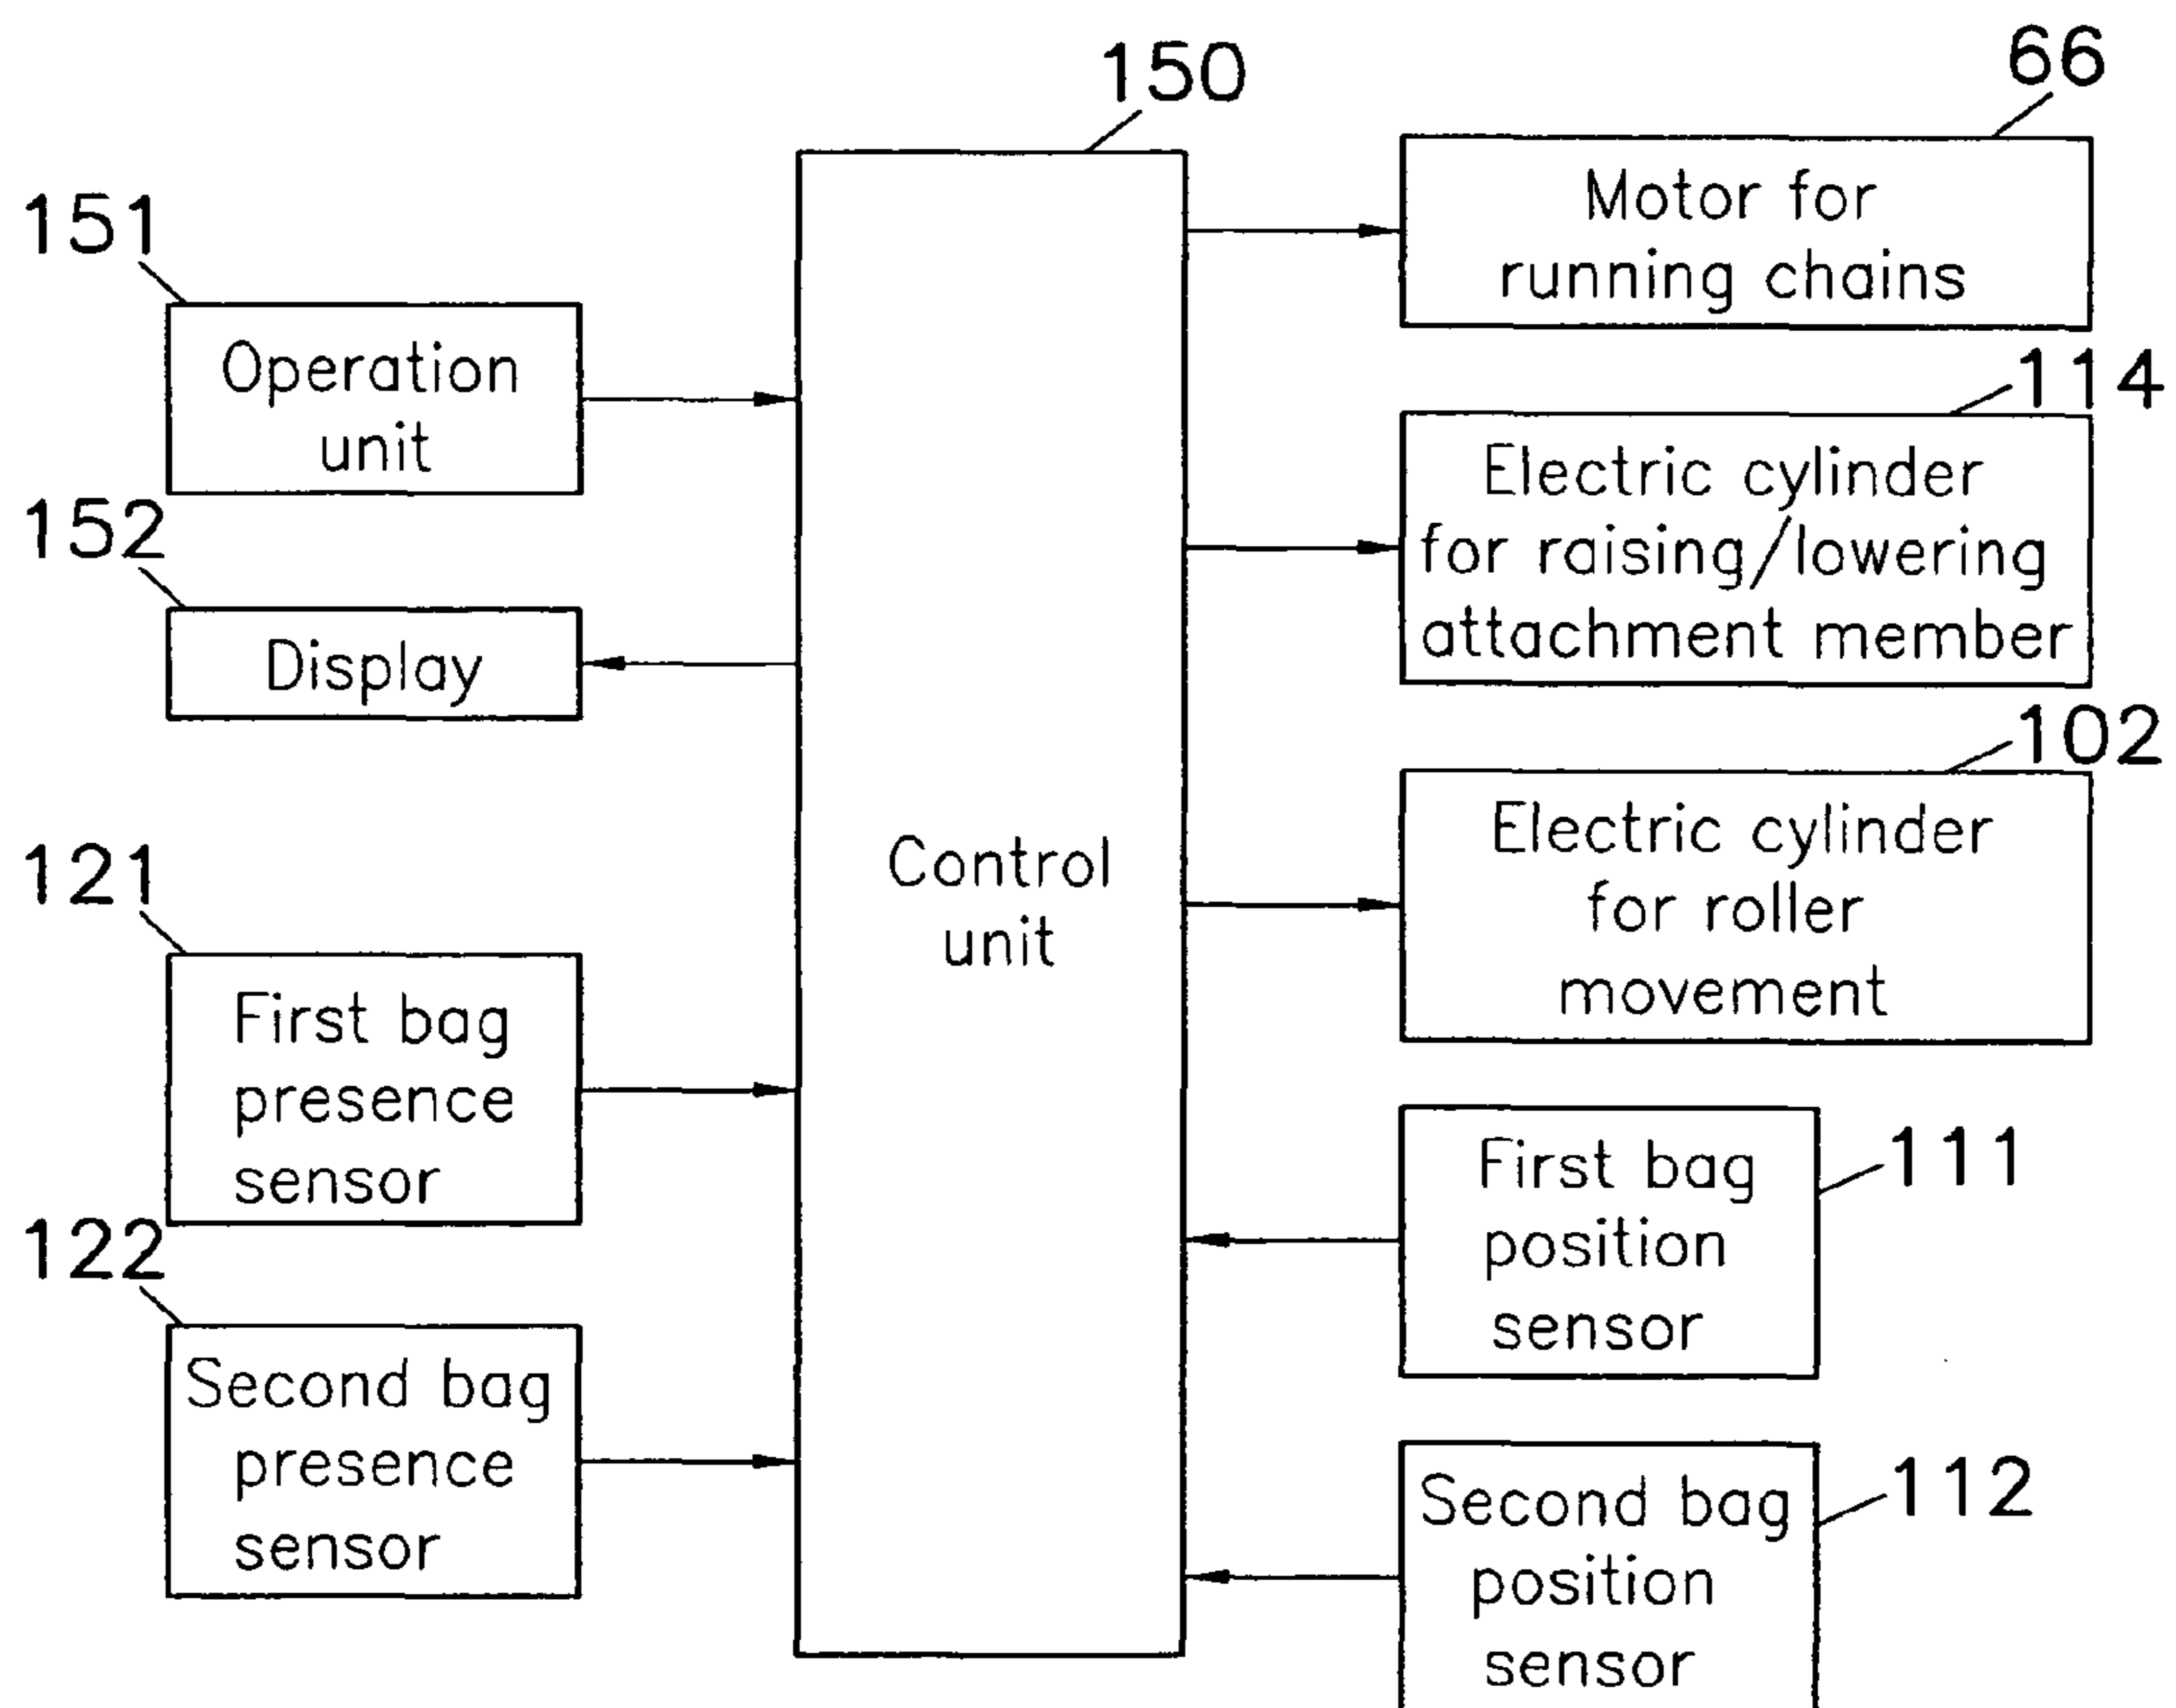 150
66
Motor for
running chains
151
Operation
unit
114
Electric cylinder
for raising/lowering
attachment member
152
Display
102
Electric cylinder
for roller
movement
Control
unit
121
First bag
presence
sensor
111
First bag
position
sensor
122
Second bag
presence
sensor
112
Second bag
position
sensor